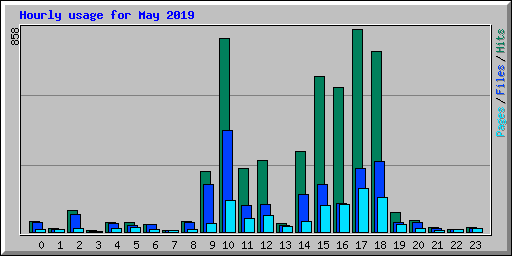 Hourly usage for May 2019
858
Pages / Files / Hits
0 1 2 3 4 5 6 7 8 9 10 11 12 13 14 15 16 17 18 19 20 21 22 23